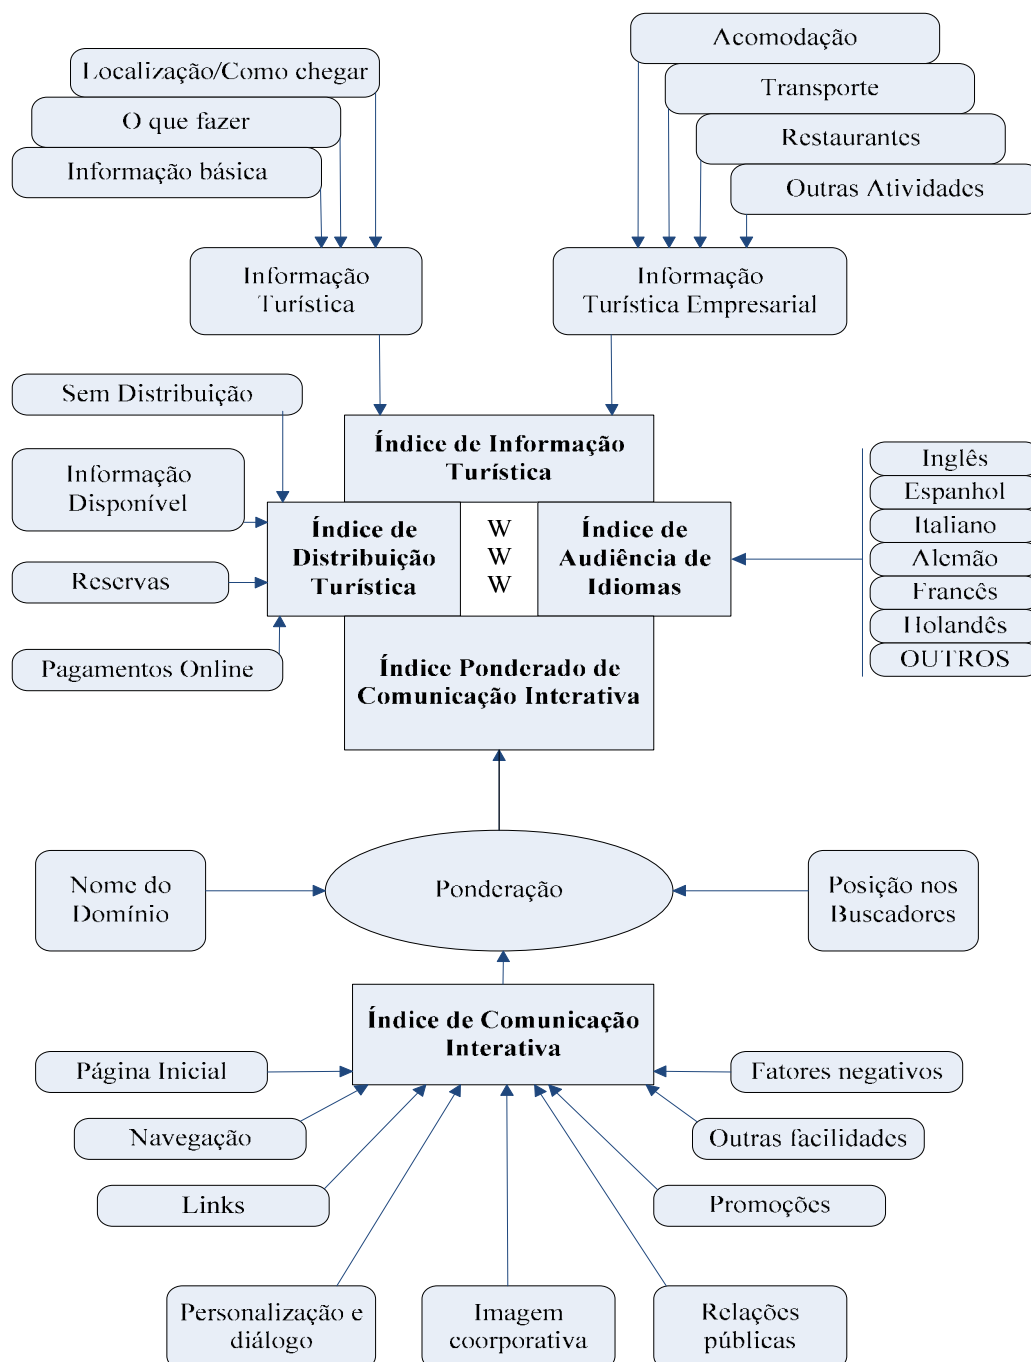 Acomodação
Localização/Como chegar
Transporte
O que fazer
Restaurantes
Informação básica
Outras Atividades
Informação
Turística
Informação
Turística Empresarial
Sem Distribuição
Índice de Informação
Turística
Informação
Disponível
Inglês
Espanhol
Italiano
Alemão
Francês
Holandês
OUTROS
Índice de
Distribuição
Turística
W
W
W
Índice de
Audiência de
Idiomas
Reservas
Pagamentos Online
Índice Ponderado de
Comunicação Interativa
Nome do
Domínio
Ponderação
Posição nos
Buscadores
Índice de Comunicação
Interativa
Página Inicial
Fatores negativos
Navegação
Outras facilidades
Links
Promoções
Personalização e
diálogo
Imagem
coorporativa
Relações
públicas